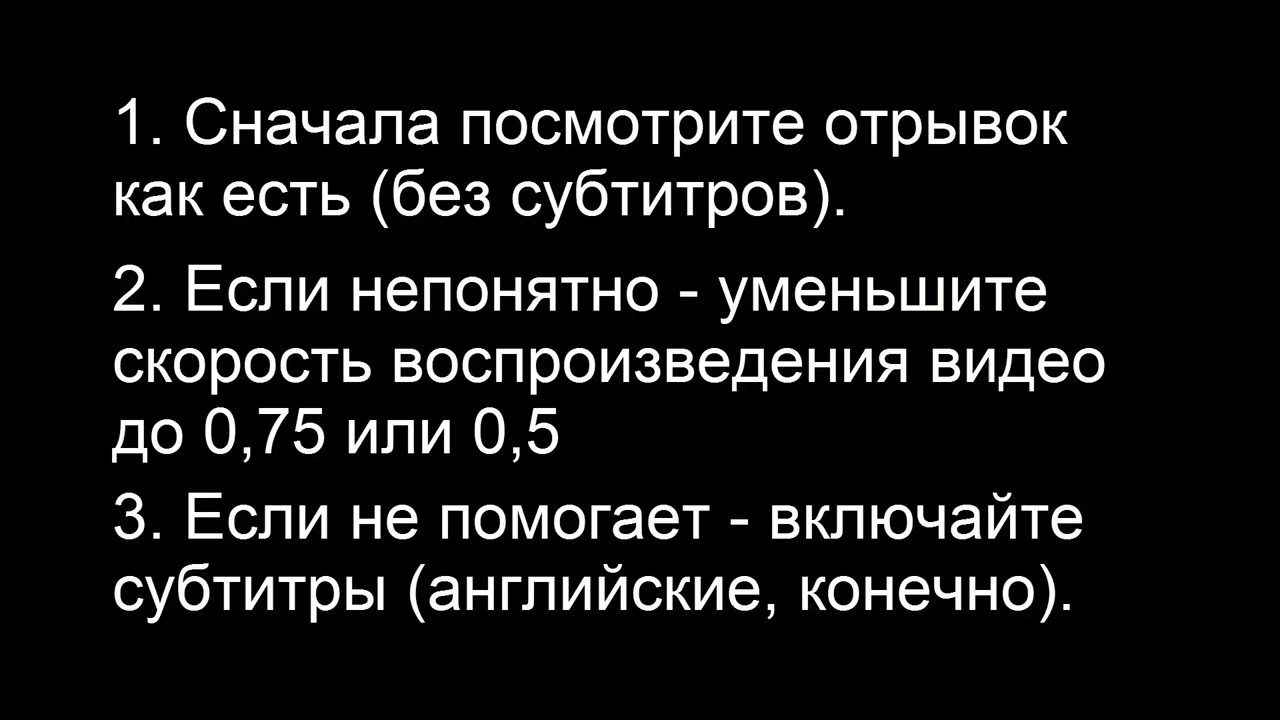 1. Сначала посмотрите отрывок
как есть (без субтитров).
2. Если непонятно - уменьшите
скорость воспроизведения видео
до 0,75 или 0,5
3. Если не помогает - включайте
субтитры (английские, конечно).